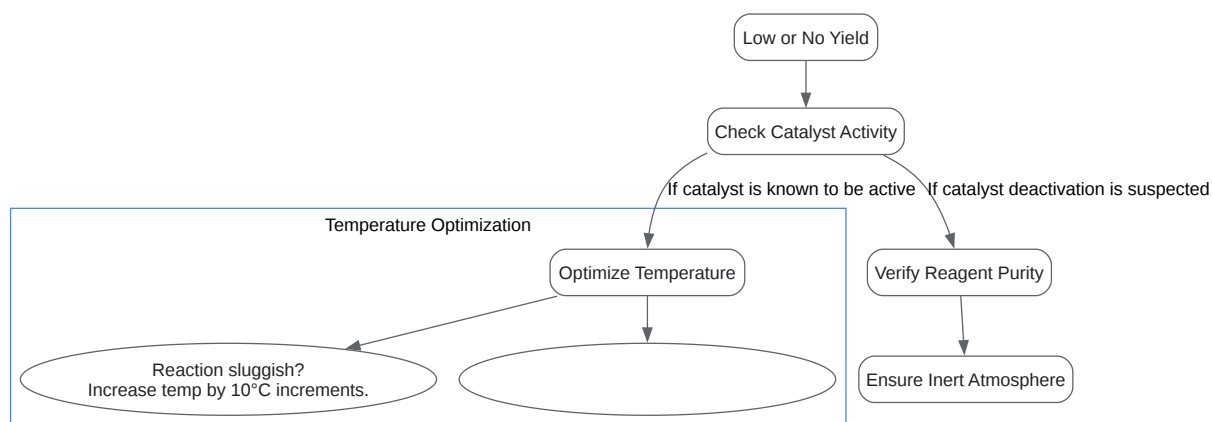 Low or No Yield
Check Catalyst Activity
If catalyst is known to be active
If catalyst deactivation is suspected
Temperature Optimization
Optimize Temperature
Verify Reagent Purity
Reaction sluggish?
Increase temp by 10°C increments.
Ensure Inert Atmosphere